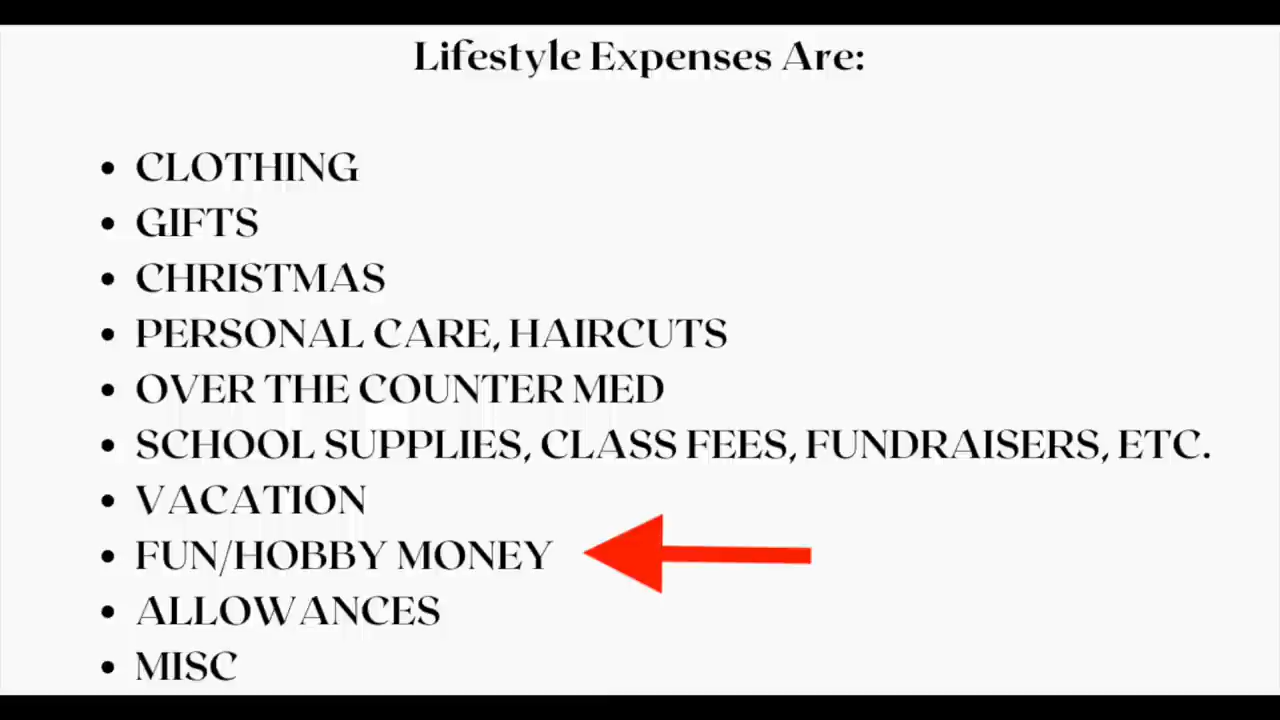 Lifestyle Expenses Are:
• CLOTHING
• GIFTS
• CHRISTMAS
• PERSONAL CARE, HAIRCUTS
• OVER THE COUNTER MED
• SCHOOL SUPPLIES, CLASS FEES, FUNDRAISERS, ETC.
• VACATION
• FUN/HOBBY MONEY
• ALLOWANCES
• MISC